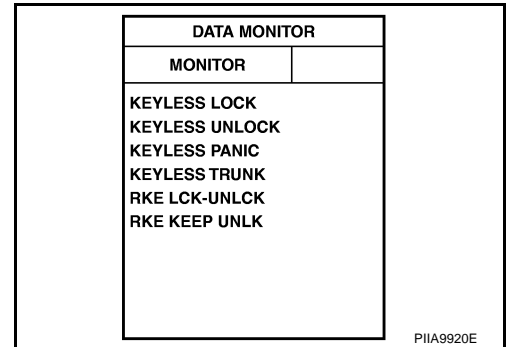 DATA MONITOR
MONITOR
KEYLESS LOCK
KEYLESS UNLOCK
KEYLESS PANIC
KEYLESS TRUNK
RKE LCK-UNLCK
RKE KEEP UNLK
PIIA9920E